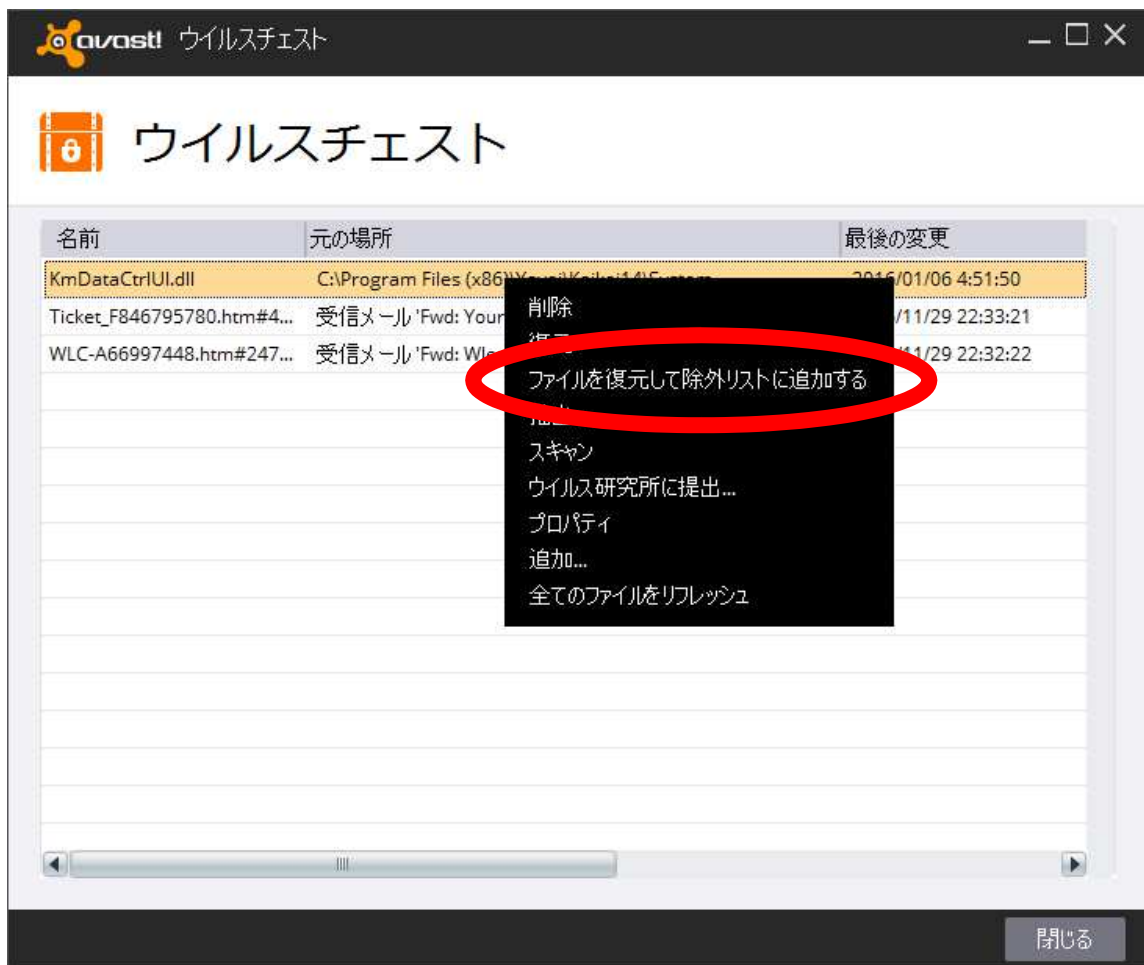 avast! ウイルスチェスト
ウイルスチェスト
名前 元の場所 最後の変更
KmDataCtrlUI.dll C:\Program Files (x86) 2016/01/06 4:51:50
Ticket_F846795780.htm#4... 受信メール 'Fwd: Your /11/29 22:33:21
WLC-A66997448.htm#247... 受信メール 'Fwd: /11/29 22:32:22
削除
ファイルを復元して除外リストに追加する
スキャン
ウイルス研究所に提出...
プロパティ
追加...
全てのファイルをリフレッシュ
閉じる